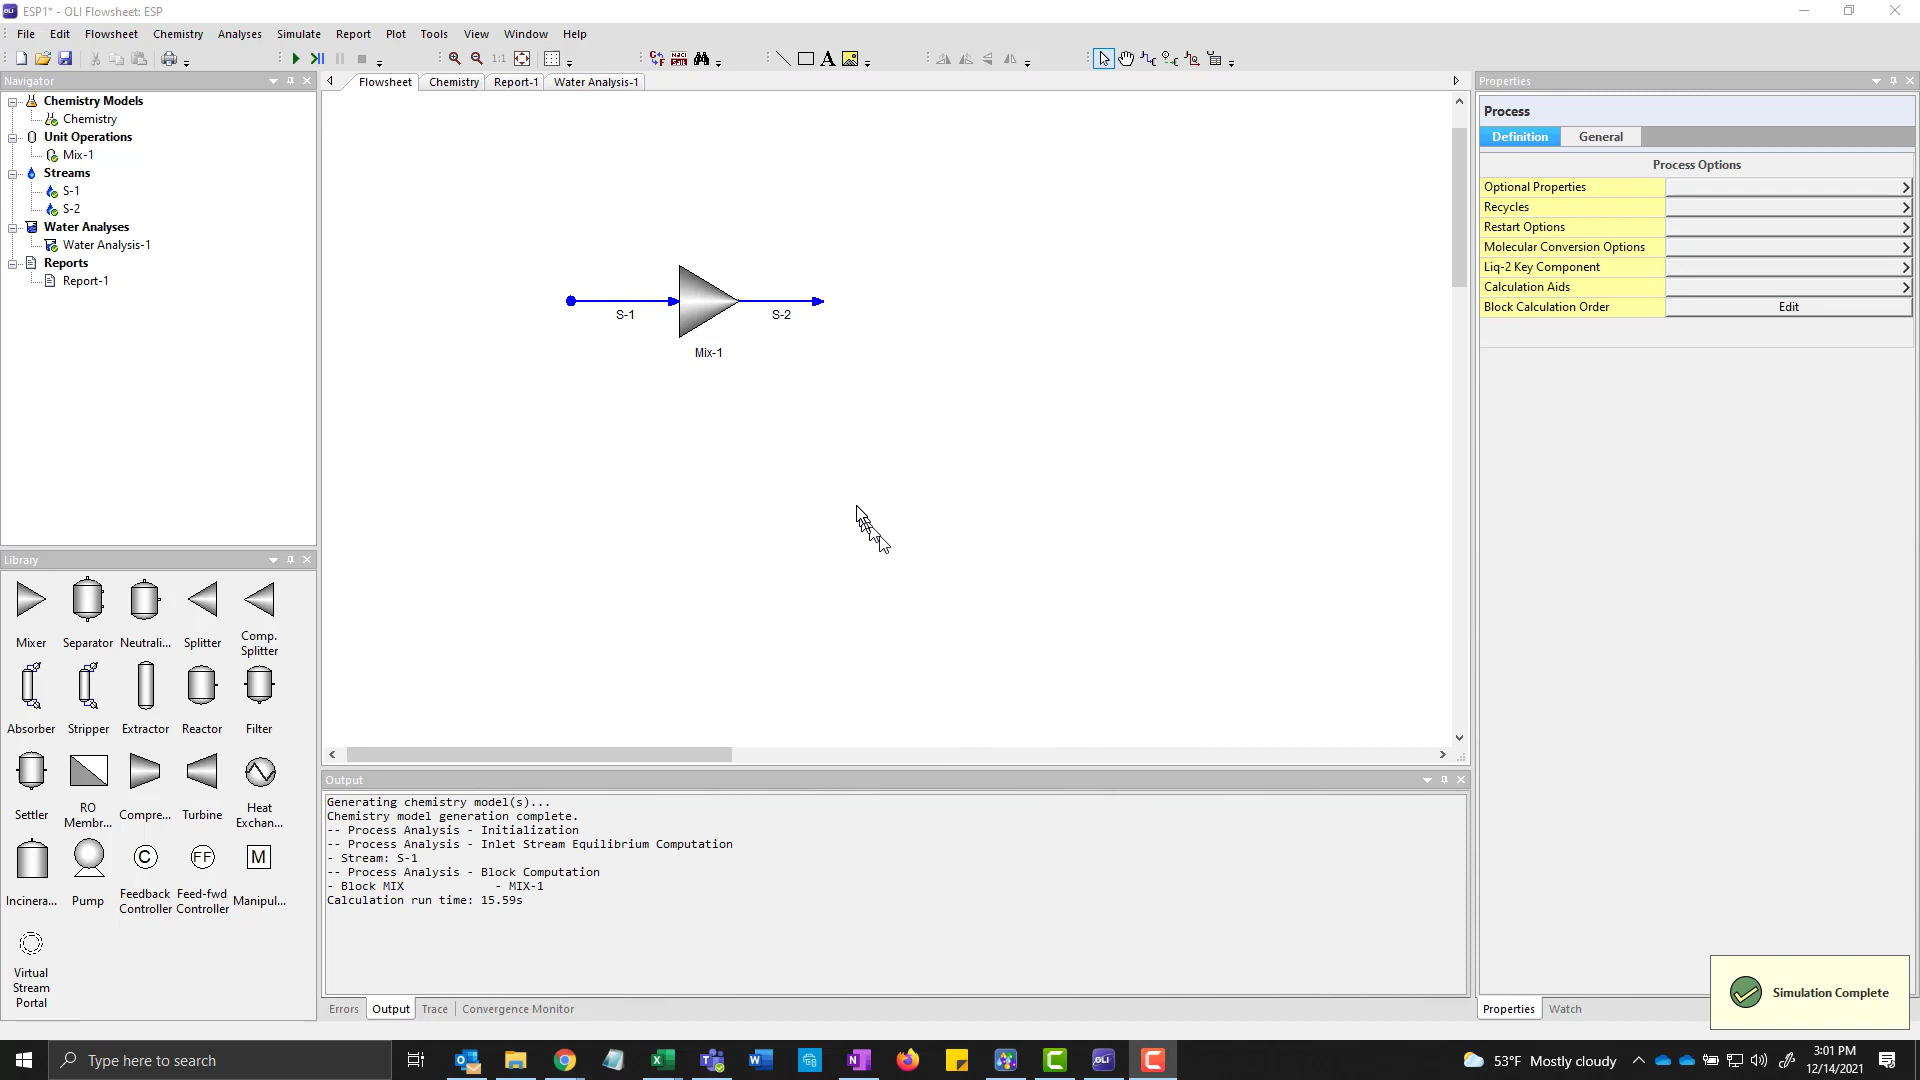 ESP1* - OLI Flowsheet: ESP
File Edit Flowsheet Chemistry Analyses Simulate Report Plot Tools View Window Help
1:1
Navigator
Chemistry Models
Chemistry
Unit Operations
Mix-1
Streams
S-1
S-2
Water Analyses
Water Analysis-1
Reports
Report-1
Library
Mixer Separator Neutrali... Splitter Comp. Splitter
Absorber Stripper Extractor Reactor Filter
Settler RO Membr... Compre... Turbine Heat Exchan...
C FF M
Incinera... Pump Feedback Controller Feed-fwd Controller Manipul...
Virtual
Stream
Portal
Flowsheet Chemistry Report-1 Water Analysis-1
S-1
S-2
Mix-1
Output
Generating chemistry model(s)...
Chemistry model generation complete.
-- Process Analysis - Initialization
-- Process Analysis - Inlet Stream Equilibrium Computation
- Stream: S-1
-- Process Analysis - Block Computation
- Block MIX - MIX-1
Calculation run time: 15.59s
Errors Output Trace Convergence Monitor
Properties
Process
Definition General
Process Options
Optional Properties
Recycles
Restart Options
Molecular Conversion Options
Liq-2 Key Component
Calculation Aids
Block Calculation Order Edit
Simulation Complete
Properties Watch
Type here to search
53°F Mostly cloudy
3:01 PM
12/14/2021